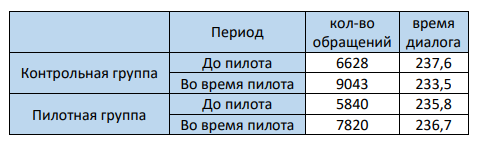 Период кол-во обращений время диалога
Контрольная группа До пилота 6628 237,6
Во время пилота 9043 233,5
Пилотная группа До пилота 5840 235,8
Во время пилота 7820 236,7